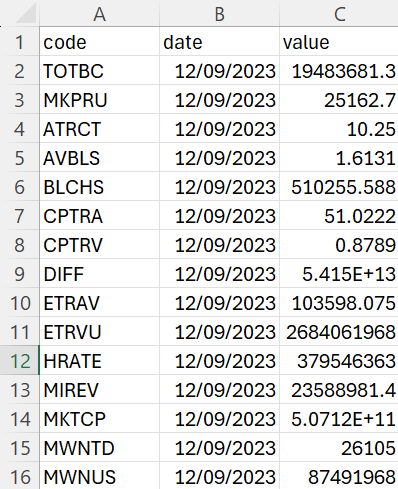 A B C
1 code date value
2 TOTBC 12/09/2023 19483681.3
3 MKPRU 12/09/2023 25162.7
4 ATRCT 12/09/2023 10.25
5 AVBLS 12/09/2023 1.6131
6 BLCHS 12/09/2023 510255.588
7 CPTRA 12/09/2023 51.0222
8 CPTRV 12/09/2023 0.8789
9 DIFF 12/09/2023 5.415E+13
10 ETRAV 12/09/2023 103598.075
11 ETRVU 12/09/2023 2684061968
12 HRATE 12/09/2023 379546363
13 MIREV 12/09/2023 23588981.4
14 MKTCP 12/09/2023 5.0712E+11
15 MWNTD 12/09/2023 26105
16 MWNUS 12/09/2023 87491968